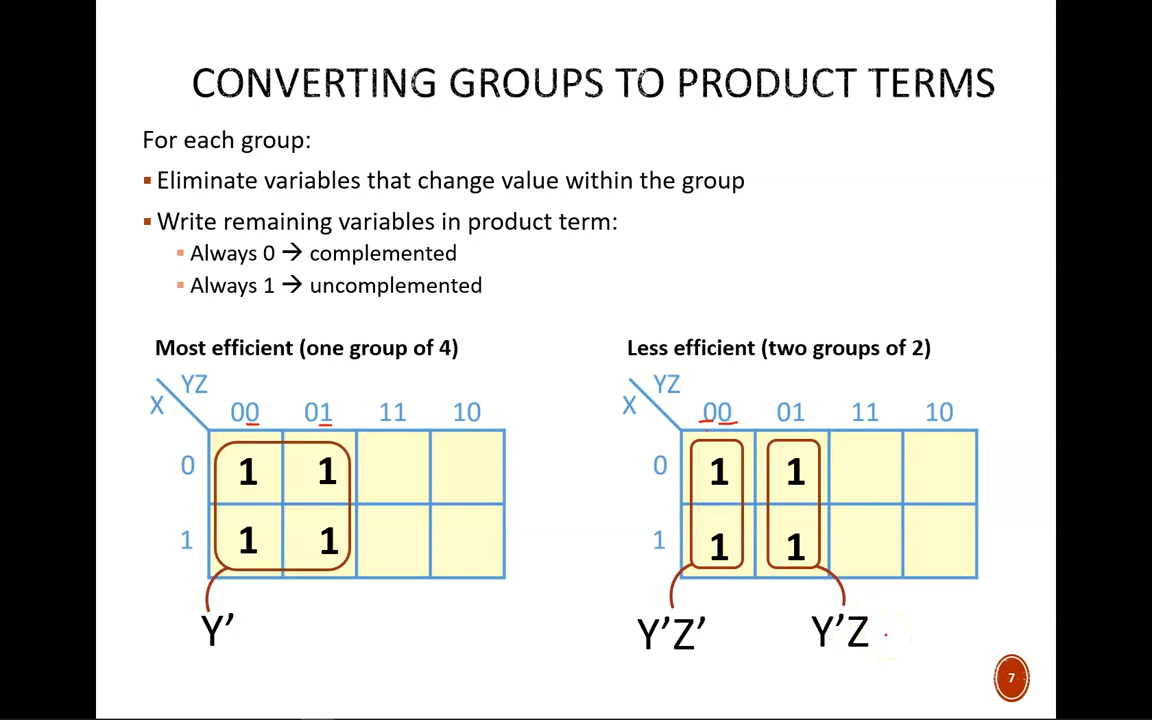 CONVERTING GROUPS TO PRODUCT TERMS
For each group:
▪ Eliminate variables that change value within the group
▪ Write remaining variables in product term:
▪ Always 0 → complemented
▪ Always 1 → uncomplemented
Most efficient (one group of 4)
YZ
X
00 01 11 10
0 1 1
1 1 1
Y’
Less efficient (two groups of 2)
YZ
X
00 01 11 10
0 1 1
1 1 1
Y’Z’ Y’Z
7